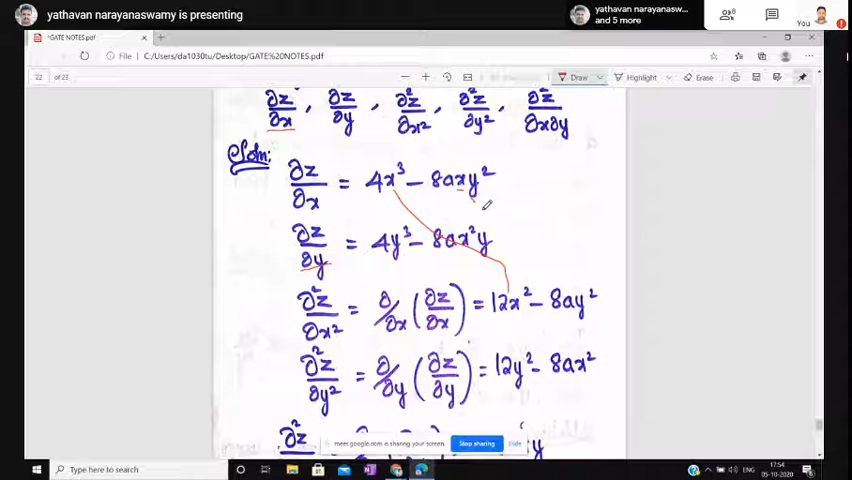 yathavan narayanaswamy is presenting
yathavan narayanasw...
and 5 more
8
You
*GATE NOTES.pdf
File
C:/Users/da1030tu/Desktop/GATE%20NOTES.pdf
22 of 23
Draw
Highlight
Erase
∂z/∂x , ∂z/∂y , ∂²z/∂x² , ∂²z/∂y² , ∂²z/∂x∂y
Soln:
∂z/∂x = 4x³ − 8axy²
∂z/∂y = 4y³ − 8ax²y
∂²z/∂x² = ∂/∂x (∂z/∂x) = 12x² − 8ay²
∂²z/∂y² = ∂/∂y (∂z/∂y) = 12y² − 8ax²
∂²z
y
meet.google.com is sharing your screen.
Stop sharing
Hide
Type here to search
ENG
17:54
05-10-2020